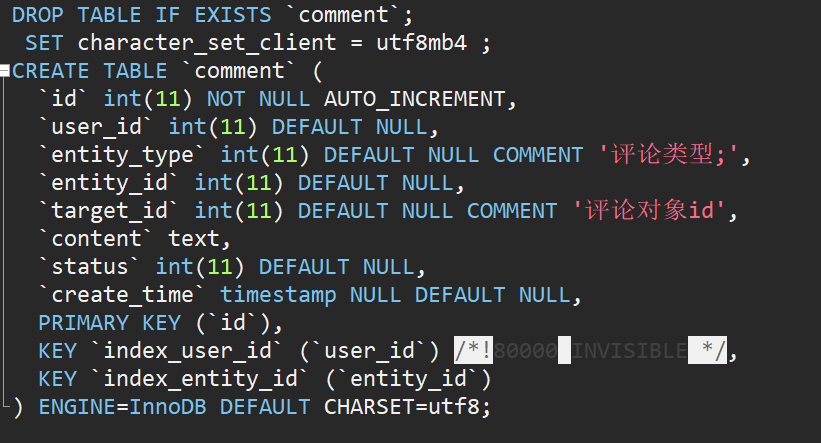 DROP TABLE IF EXISTS `comment`;
SET character_set_client = utf8mb4 ;
CREATE TABLE `comment` (
`id` int(11) NOT NULL AUTO_INCREMENT,
`user_id` int(11) DEFAULT NULL,
`entity_type` int(11) DEFAULT NULL COMMENT '评论类型;',
`entity_id` int(11) DEFAULT NULL,
`target_id` int(11) DEFAULT NULL COMMENT '评论对象id',
`content` text,
`status` int(11) DEFAULT NULL,
`create_time` timestamp NULL DEFAULT NULL,
PRIMARY KEY (`id`),
KEY `index_user_id` (`user_id`) /*!80000 INVISIBLE */,
KEY `index_entity_id` (`entity_id`)
) ENGINE=InnoDB DEFAULT CHARSET=utf8;